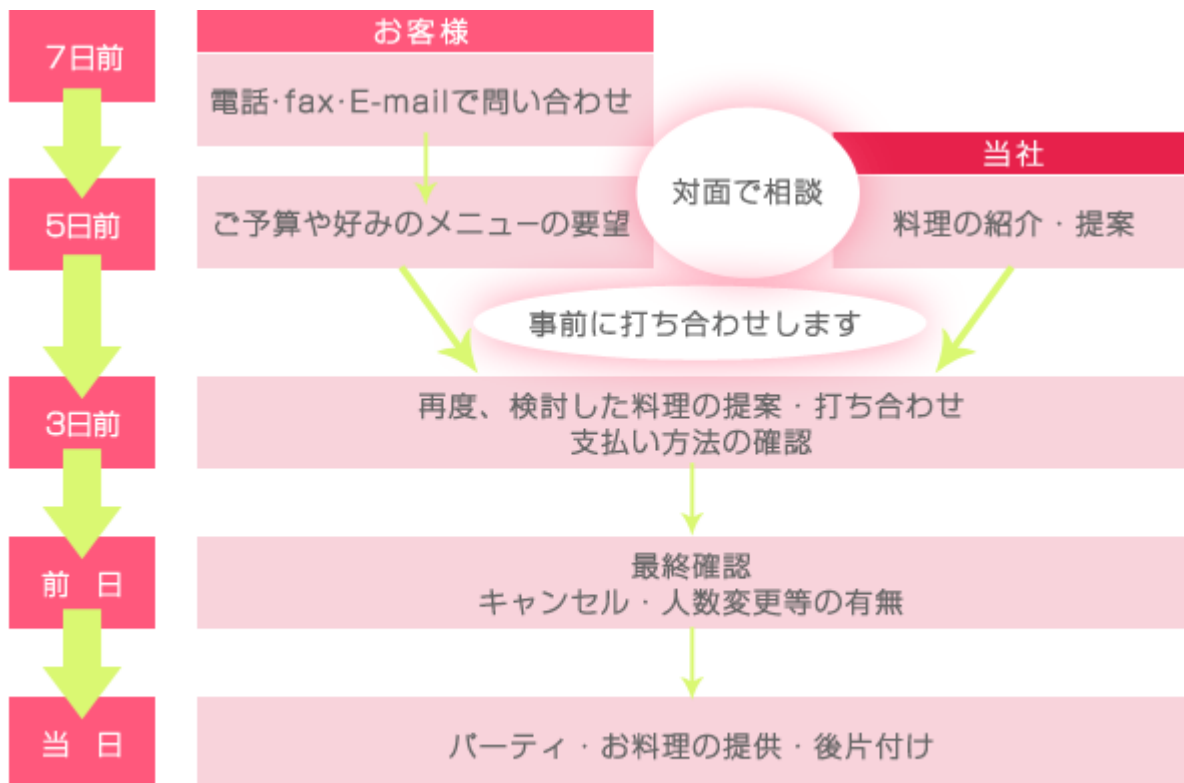 7日前
お客様
電話・fax・E-mailで問い合わせ
対面で相談
当社
5日前
ご予算や好みのメニューの要望
料理の紹介・提案
事前に打ち合わせします
3日前
再度、検討した料理の提案・打ち合わせ
支払い方法の確認
前　日
最終確認
キャンセル・人数変更等の有無
当　日
パーティ・お料理の提供・後片付け